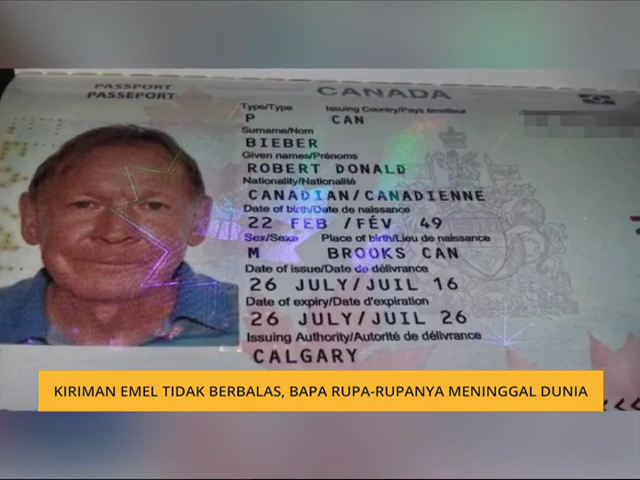 PASSPORT
PASSEPORT
CANADA
Type/Type Issuing Country/Pays émetteur
P CAN
Surname/Nom
BIEBER
Given names/Prénoms
ROBERT DONALD
Nationality/Nationalité
CANADIAN/CANADIENNE
Date of birth/Date de naissance
22 FEB /FÉV 49
Sex/Sexe Place of birth/Lieu de naissance
M BROOKS CAN
Date of issue/Date de délivrance
26 JULY/JUIL 16
Date of expiry/Date d'expiration
26 JULY/JUIL 26
Issuing Authority/Autorité de délivrance
CALGARY
<<
KIRIMAN EMEL TIDAK BERBALAS, BAPA RUPA-RUPANYA MENINGGAL DUNIA